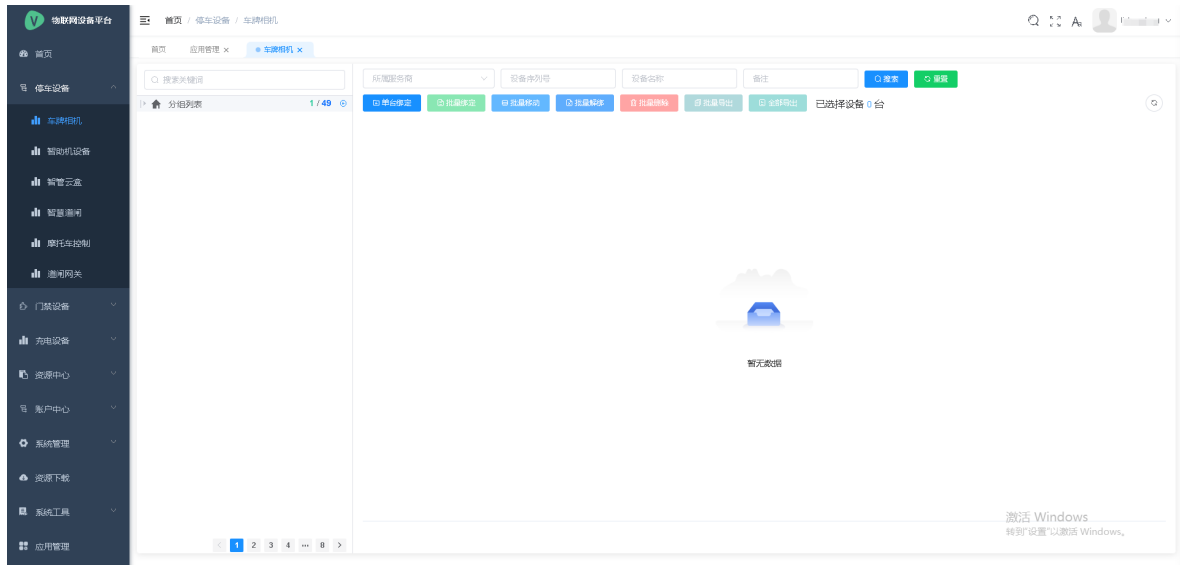 物联网设备平台
首页 / 停车设备 / 车牌相机
首页
应用管理 ×
车牌相机 ×
首页
停车设备
车牌相机
智助机设备
智管云盒
智慧道闸
摩托车控制
道闸网关
门禁设备
充电设备
资源中心
账户中心
系统管理
资源下载
系统工具
应用管理
搜索关键词
分组列表 1 / 49
1 2 3 4 ••• 8
所属服务商
设备序列号
设备名称
备注
搜索
重置
单台绑定
批量绑定
批量移动
批量解绑
批量删除
批量导出
全部导出
已选择设备 0 台
暂无数据
激活 Windows
转到"设置"以激活 Windows。